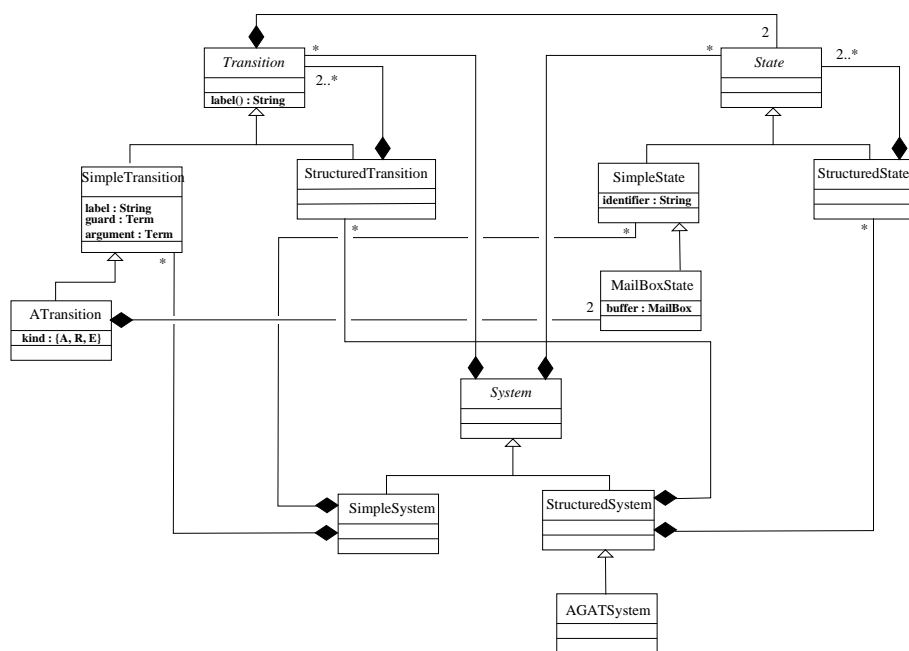 2
*
*
Transition
State
2..*
2..*
label() : String
SimpleTransition
StructuredTransition
SimpleState
StructuredState
label : String
guard : Term
argument : Term
identifier : String
*
*
*
*
MailBoxState
buffer : MailBox
ATransition
2
kind : {A, R, E}
System
SimpleSystem
StructuredSystem
AGATSystem